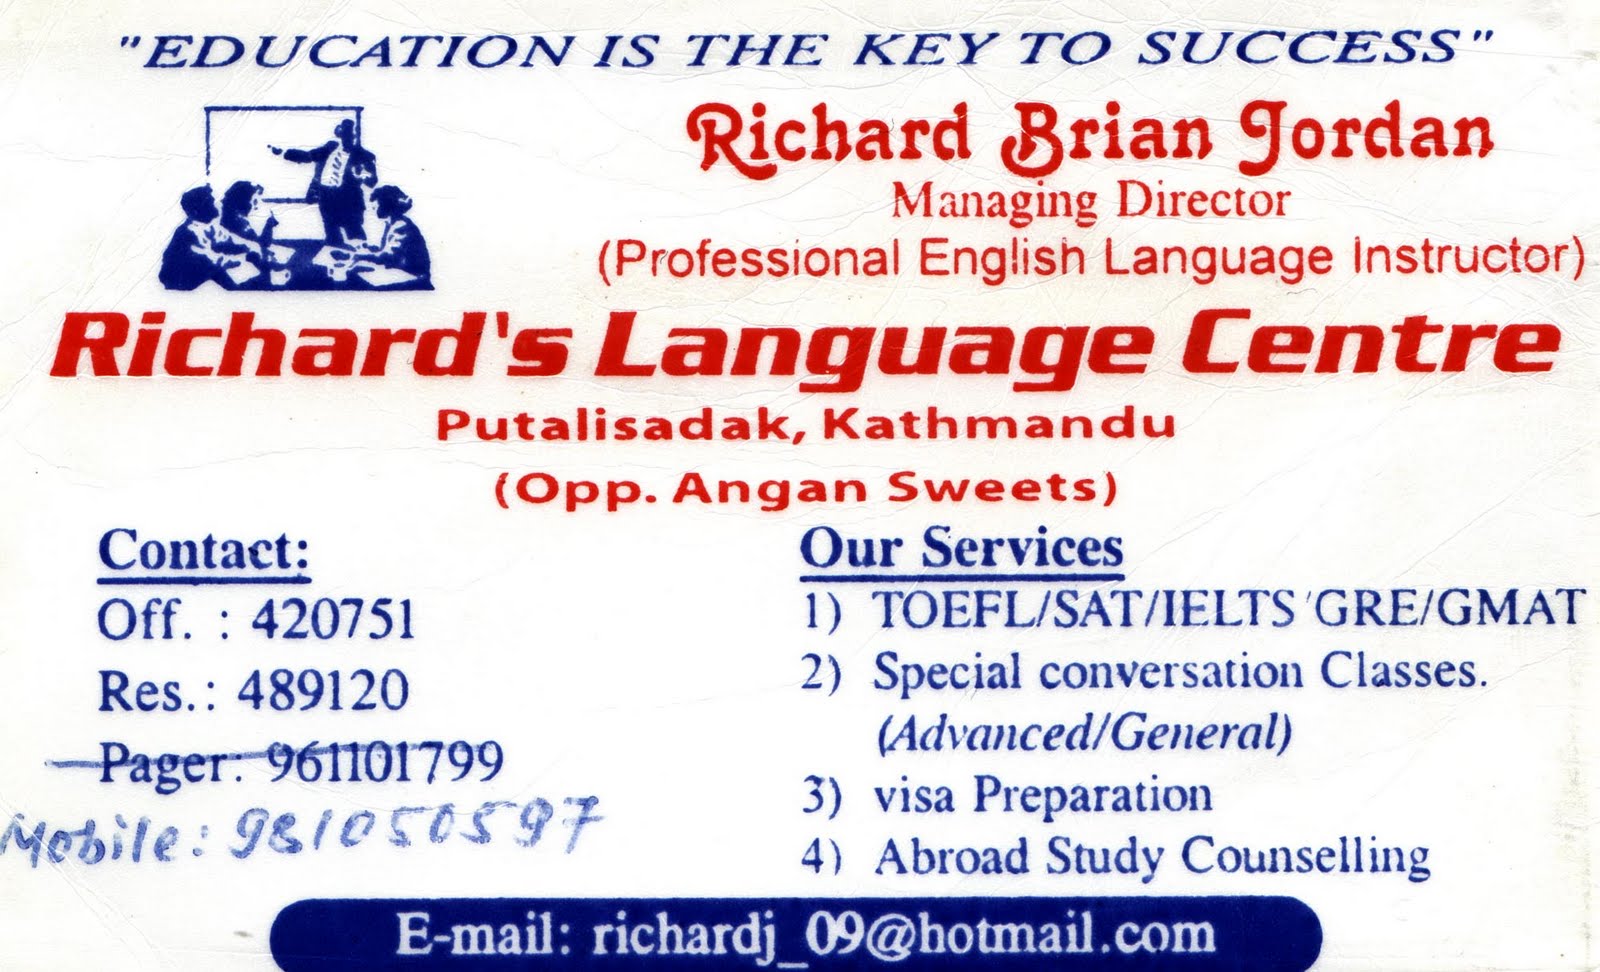 "EDUCATION IS THE KEY TO SUCCESS"
Richard Brian Jordan
Managing Director
(Professional English Language Instructor)
Richard's Language Centre
Putalisadak, Kathmandu
(Opp. Angan Sweets)
Contact:
Off. : 420751
Res.: 489120
Pager: 961101799
Mobile: 981050597
Our Services
1) TOEFL/SAT/IELTS 'GRE/GMAT
2) Special conversation Classes.
(Advanced/General)
3) visa Preparation
4) Abroad Study Counselling
E-mail: richardj_09@hotmail.com